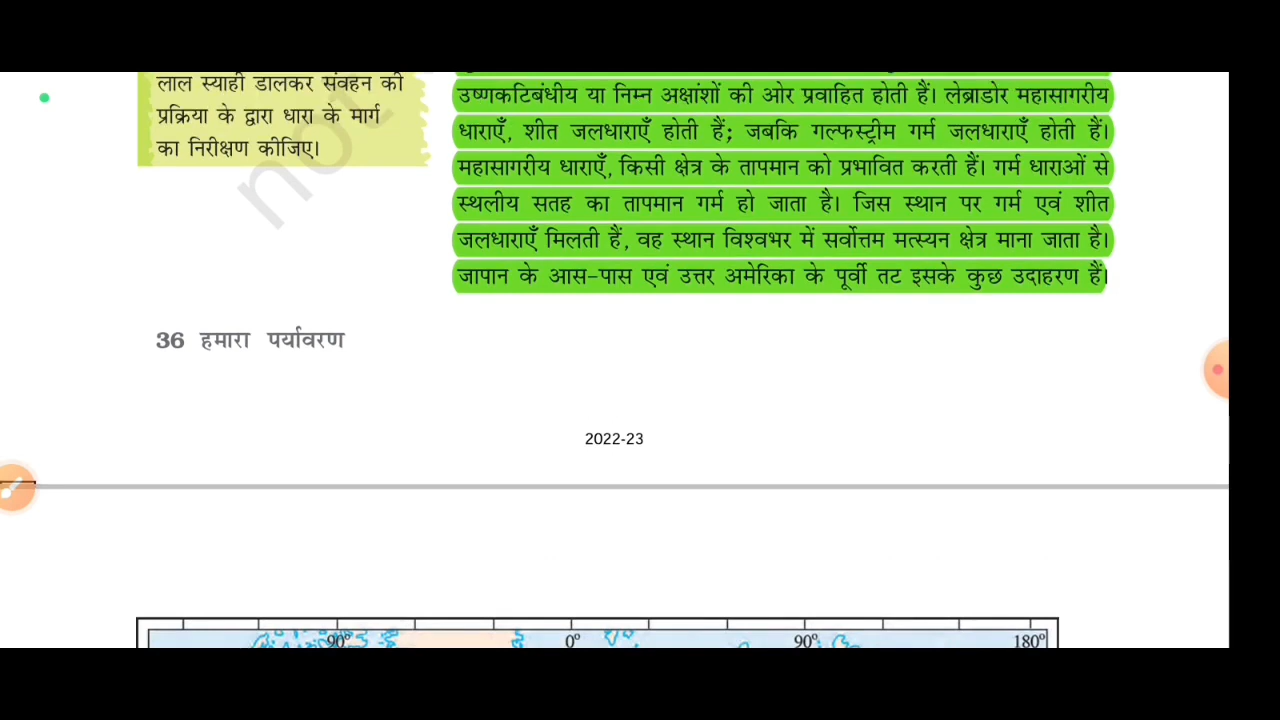 लाल स्याही डालकर संवहन की
प्रक्रिया के द्वारा धारा के मार्ग
का निरीक्षण कीजिए।
not
उष्णकटिबंधीय या निम्न अक्षांशों की ओर प्रवाहित होती हैं। लेब्राडोर महासागरीय
धाराएँ, शीत जलधाराएँ होती हैं; जबकि गल्फस्ट्रीम गर्म जलधाराएँ होती हैं।
महासागरीय धाराएँ, किसी क्षेत्र के तापमान को प्रभावित करती हैं। गर्म धाराओं से
स्थलीय सतह का तापमान गर्म हो जाता है। जिस स्थान पर गर्म एवं शीत
जलधाराएँ मिलती हैं, वह स्थान विश्वभर में सर्वोत्तम मत्स्यन क्षेत्र माना जाता है।
जापान के आस-पास एवं उत्तर अमेरिका के पूर्वी तट इसके कुछ उदाहरण हैं।
36 हमारा पर्यावरण
2022-23
90° 0° 90° 180°